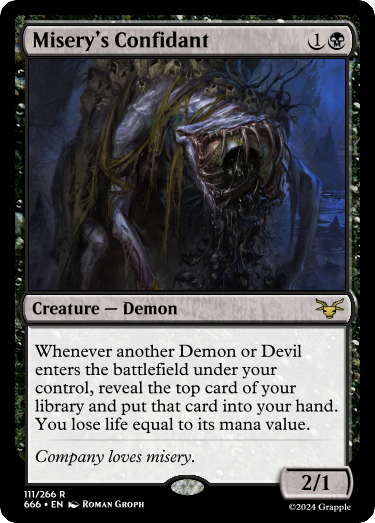 Misery's Confidant 1
Creature — Demon
Whenever another Demon or Devil
enters the battlefield under your
control, reveal the top card of your
library and put that card into your hand.
You lose life equal to its mana value.
Company loves misery.
2/1
111/266 R
666 • EN Roman Groph
©2024 Grapple